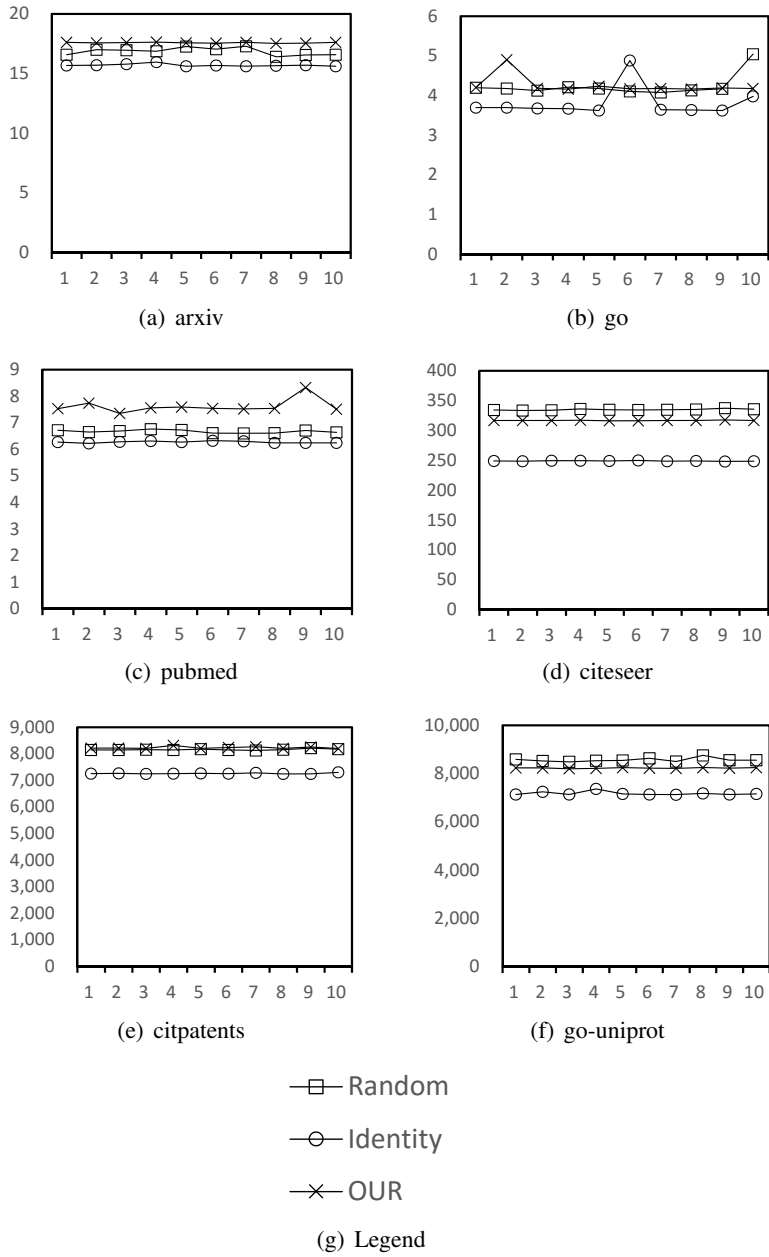 20
15
10
5
0
1 2 3 4 5 6 7 8 9 10
(a) arxiv
6
5
4
3
2
1
0
1 2 3 4 5 6 7 8 9 10
(b) go
9
8
7
6
5
4
3
2
1
0
1 2 3 4 5 6 7 8 9 10
(c) pubmed
400
350
300
250
200
150
100
50
0
1 2 3 4 5 6 7 8 9 10
(d) citeseer
9,000
8,000
7,000
6,000
5,000
4,000
3,000
2,000
1,000
0
1 2 3 4 5 6 7 8 9 10
(e) citpatents
10,000
8,000
6,000
4,000
2,000
0
1 2 3 4 5 6 7 8 9 10
(f) go-uniprot
Random
Identity
OUR
(g) Legend